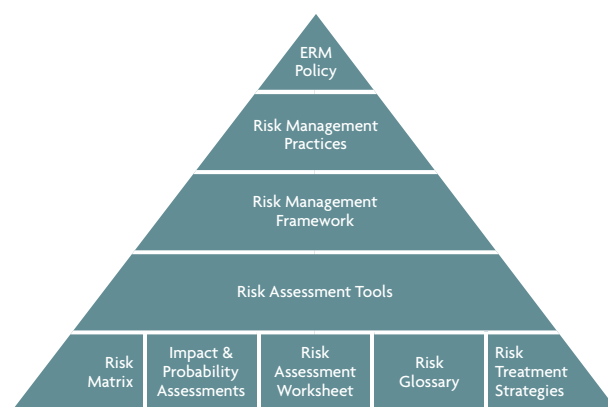 ERM
Policy
Risk Management
Practices
Risk Management
Framework
Risk Assessment Tools
Risk
Matrix
Impact &
Probability
Assessments
Risk
Assessment
Worksheet
Risk
Glossary
Risk
Treatment
Strategies